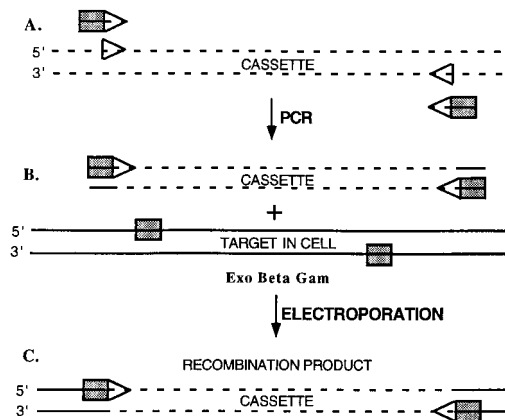 A.
5'
3'
CASSETTE
PCR
B.
CASSETTE
+
5'
3'
TARGET IN CELL
Exo Beta Gam
ELECTROPORATION
C.
RECOMBINATION PRODUCT
5'
3'
CASSETTE